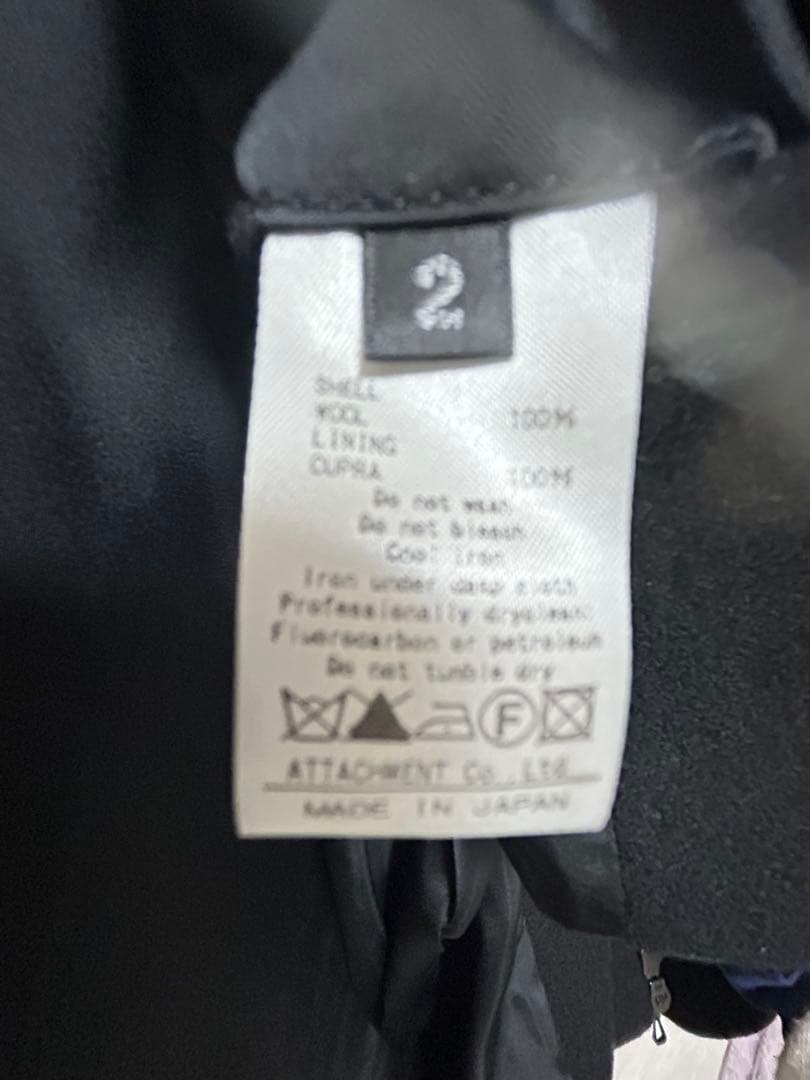 2
SHELL
WOOL 100%
LINING
CUPRA 100%
Do not wash
Do not bleach
Cool iron
Iron under damp cloth
Professionally dryclean:
Fluorocarbon or petroleum
Do not tumble dry
F
ATTACHMENT Co.,Ltd.
MADE IN JAPAN